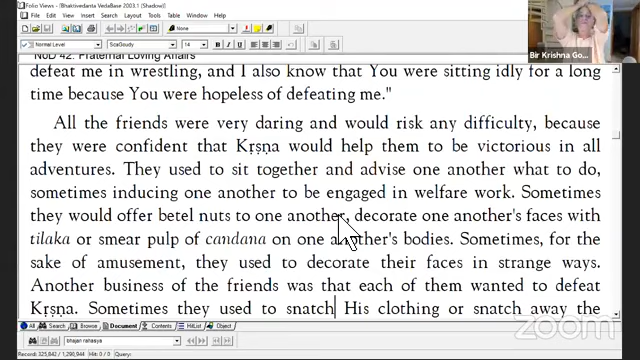 Folio Views - [Bhaktivedanta VedaBase 2003.1 (Shadow)]
File Edit View Search Layout Tools Window Help
Normal Level ScaGoudy 14 <None>
NoD 42: Fraternal Loving Affairs
defeat me in wrestling, and I also know that You were sitting idly for a long
time because You were hopeless of defeating me."
All the friends were very daring and would risk any difficulty, because
they were confident that Kṛṣṇa would help them to be victorious in all
adventures. They used to sit together and advise one another what to do,
sometimes inducing one another to be engaged in welfare work. Sometimes
they would offer betel nuts to one another, decorate one another's faces with
tilaka or smear pulp of candana on one another's bodies. Sometimes, for the
sake of amusement, they used to decorate their faces in strange ways.
Another business of the friends was that each of them wanted to defeat
Kṛṣṇa. Sometimes they used to snatch His clothing or snatch away the
All Search Browse Document Contents HitList Object
bhajan rahasya
Record: 325,842 / 1,298,944 Hit: 0 / 0 Query:
Bir Krishna Go...
zoom